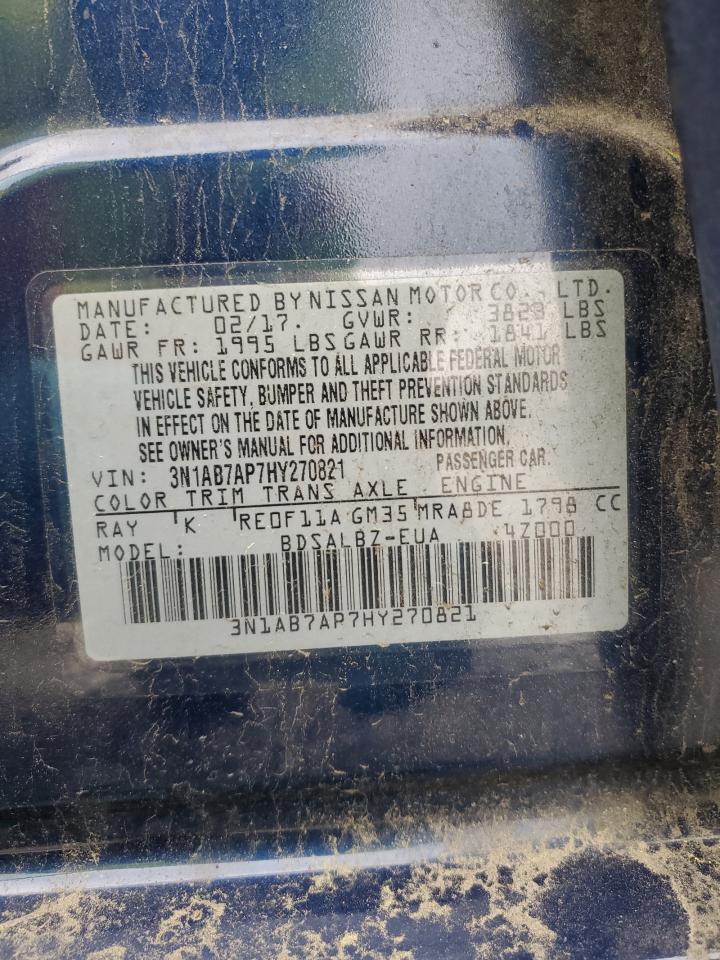 MANUFACTURED BY NISSAN MOTOR CO., LTD.
DATE: 02/17. GVWR: 3829 LBS
GAWR FR: 1995 LBS GAWR RR: 1841 LBS
THIS VEHICLE CONFORMS TO ALL APPLICABLE FEDERAL MOTOR
VEHICLE SAFETY, BUMPER AND THEFT PREVENTION STANDARDS
IN EFFECT ON THE DATE OF MANUFACTURE SHOWN ABOVE.
SEE OWNER'S MANUAL FOR ADDITIONAL INFORMATION.
VIN: 3N1AB7AP7HY270821 PASSENGER CAR.
COLOR TRIM TRANS AXLE ENGINE
RAY K RE0F11A GM35 MRA8DE 1798 CC
MODEL: BDSALBZ-EUA 4Z000
3N1AB7AP7HY270821